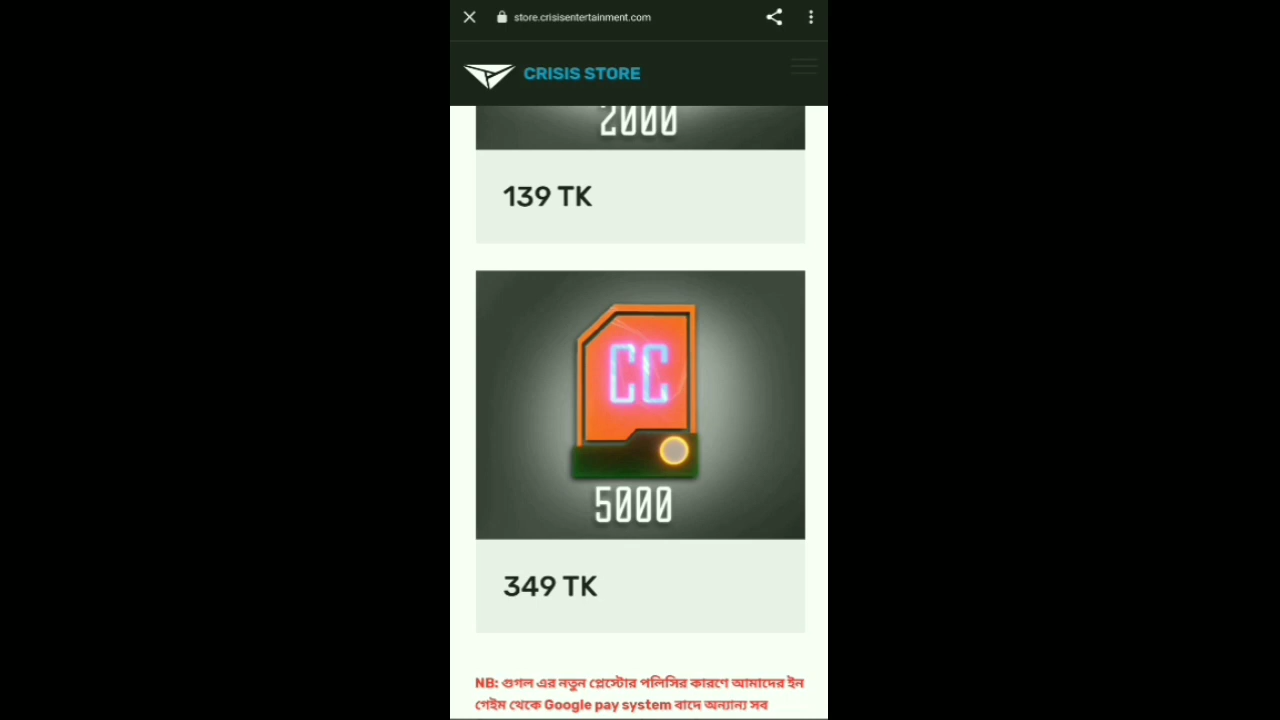 store.crisisentertainment.com
CRISIS STORE
2000
139 TK
CC
5000
349 TK
NB: গুগল এর নতুন প্লেস্টোর পলিসির কারণে আমাদের ইন
গেইম থেকে Google pay system বাদে অন্যান্য সব